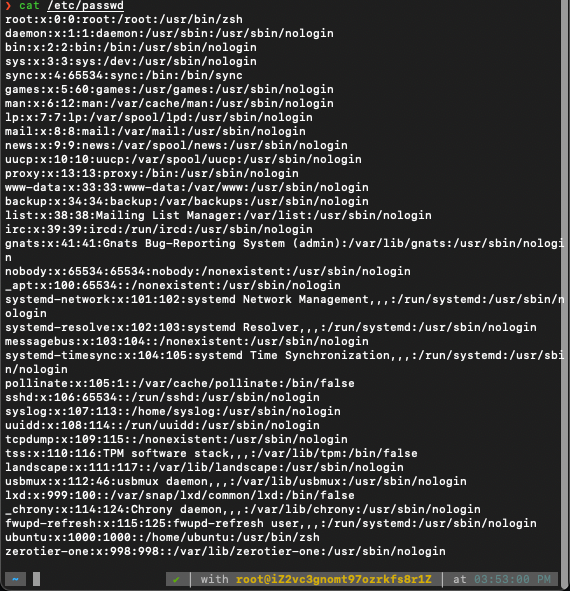 ❯ cat /etc/passwd
root:x:0:0:root:/root:/usr/bin/zsh
daemon:x:1:1:daemon:/usr/sbin:/usr/sbin/nologin
bin:x:2:2:bin:/bin:/usr/sbin/nologin
sys:x:3:3:sys:/dev:/usr/sbin/nologin
sync:x:4:65534:sync:/bin:/bin/sync
games:x:5:60:games:/usr/games:/usr/sbin/nologin
man:x:6:12:man:/var/cache/man:/usr/sbin/nologin
lp:x:7:7:lp:/var/spool/lpd:/usr/sbin/nologin
mail:x:8:8:mail:/var/mail:/usr/sbin/nologin
news:x:9:9:news:/var/spool/news:/usr/sbin/nologin
uucp:x:10:10:uucp:/var/spool/uucp:/usr/sbin/nologin
proxy:x:13:13:proxy:/bin:/usr/sbin/nologin
www-data:x:33:33:www-data:/var/www:/usr/sbin/nologin
backup:x:34:34:backup:/var/backups:/usr/sbin/nologin
list:x:38:38:Mailing List Manager:/var/list:/usr/sbin/nologin
irc:x:39:39:ircd:/run/ircd:/usr/sbin/nologin
gnats:x:41:41:Gnats Bug-Reporting System (admin):/var/lib/gnats:/usr/sbin/nologi
n
nobody:x:65534:65534:nobody:/nonexistent:/usr/sbin/nologin
_apt:x:100:65534::/nonexistent:/usr/sbin/nologin
systemd-network:x:101:102:systemd Network Management,,,:/run/systemd:/usr/sbin/n
ologin
systemd-resolve:x:102:103:systemd Resolver,,,:/run/systemd:/usr/sbin/nologin
messagebus:x:103:104::/nonexistent:/usr/sbin/nologin
systemd-timesync:x:104:105:systemd Time Synchronization,,,:/run/systemd:/usr/sbi
n/nologin
pollinate:x:105:1::/var/cache/pollinate:/bin/false
sshd:x:106:65534::/run/sshd:/usr/sbin/nologin
syslog:x:107:113::/home/syslog:/usr/sbin/nologin
uuidd:x:108:114::/run/uuidd:/usr/sbin/nologin
tcpdump:x:109:115::/nonexistent:/usr/sbin/nologin
tss:x:110:116:TPM software stack,,,:/var/lib/tpm:/bin/false
landscape:x:111:117::/var/lib/landscape:/usr/sbin/nologin
usbmux:x:112:46:usbmux daemon,,,:/var/lib/usbmux:/usr/sbin/nologin
lxd:x:999:100::/var/snap/lxd/common/lxd:/bin/false
_chrony:x:114:124:Chrony daemon,,,:/var/lib/chrony:/usr/sbin/nologin
fwupd-refresh:x:115:125:fwupd-refresh user,,,:/run/systemd:/usr/sbin/nologin
ubuntu:x:1000:1000::/home/ubuntu:/usr/bin/zsh
zerotier-one:x:998:998::/var/lib/zerotier-one:/usr/sbin/nologin
~ ✔ | with root@iZ2vc3gnomt97ozrkfs8r1Z | at 03:53:00 PM